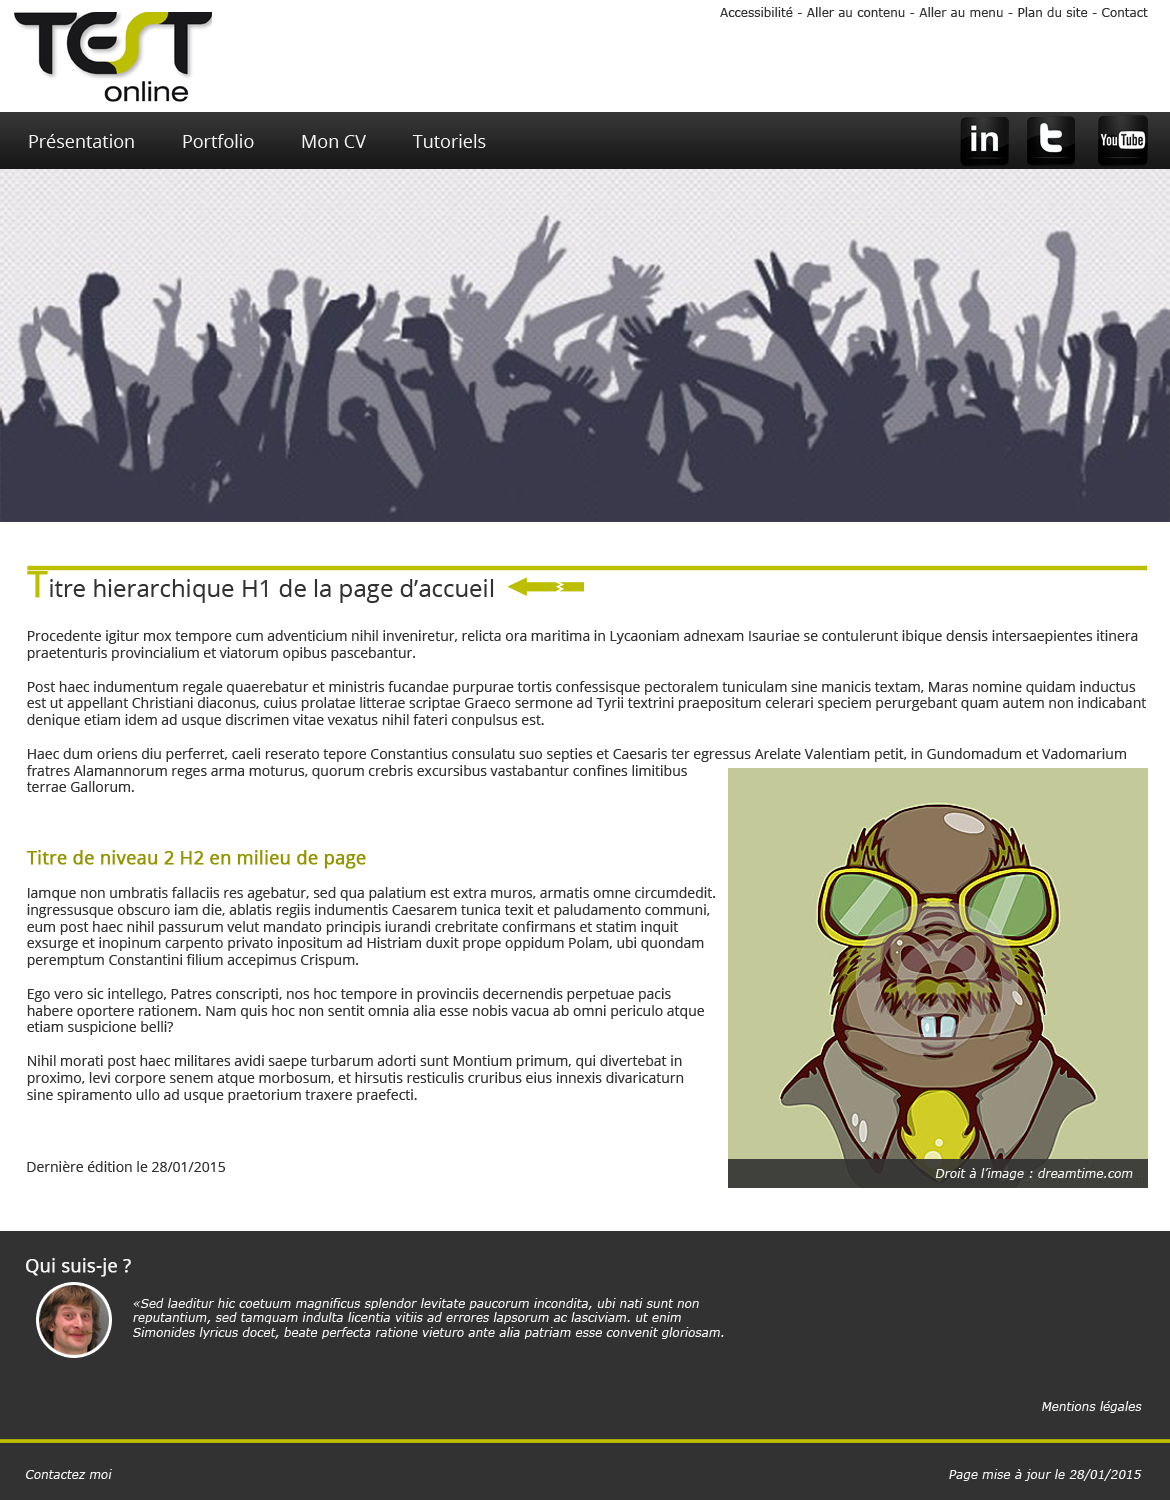 TEST
online
Accessibilité - Aller au contenu - Aller au menu - Plan du site - Contact
Présentation Portfolio Mon CV Tutoriels
in t YouTube
Titre hierarchique H1 de la page d’accueil
Procedente igitur mox tempore cum adventicium nihil inveniretur, relicta ora maritima in Lycaoniam adnexam Isauriae se contulerunt ibique densis intersaepientes itinera
praetenturis provincialium et viatorum opibus pascebantur.
Post haec indumentum regale quaerebatur et ministris fucandae purpurae tortis confessisque pectoralem tuniculam sine manicis textam, Maras nomine quidam inductus
est ut appellant Christiani diaconus, cuius prolatae litterae scriptae Graeco sermone ad Tyrii textrini praepositum celerari speciem perurgebant quam autem non indicabant
denique etiam idem ad usque discrimen vitae vexatus nihil fateri conpulsus est.
Haec dum oriens diu perferret, caeli reserato tepore Constantius consulatu suo septies et Caesaris ter egressus Arelate Valentiam petit, in Gundomadum et Vadomarium
fratres Alamannorum reges arma moturus, quorum crebris excursibus vastabantur confines limitibus
terrae Gallorum.
Titre de niveau 2 H2 en milieu de page
Iamque non umbratis fallaciis res agebatur, sed qua palatium est extra muros, armatis omne circumdedit.
ingressusque obscuro iam die, ablatis regiis indumentis Caesarem tunica texit et paludamento communi,
eum post haec nihil passurum velut mandato principis iurandi crebritate confirmans et statim inquit
exsurge et inopinum carpento privato inpositum ad Histriam duxit prope oppidum Polam, ubi quondam
peremptum Constantini filium accepimus Crispum.
Ego vero sic intellego, Patres conscripti, nos hoc tempore in provinciis decernendis perpetuae pacis
habere oportere rationem. Nam quis hoc non sentit omnia alia esse nobis vacua ab omni periculo atque
etiam suspicione belli?
Nihil morati post haec militares avidi saepe turbarum adorti sunt Montium primum, qui divertebat in
proximo, levi corpore senem atque morbosum, et hirsutis resticulis cruribus eius innexis divaricaturn
sine spiramento ullo ad usque praetorium traxere praefecti.
Dernière édition le 28/01/2015
Droit à l’image : dreamtime.com
Qui suis-je ?
«Sed laeditur hic coetuum magnificus splendor levitate paucorum incondita, ubi nati sunt non
reputantium, sed tamquam indulta licentia vitiis ad errores lapsorum ac lasciviam. ut enim
Simonides lyricus docet, beate perfecta ratione vieturo ante alia patriam esse convenit gloriosam.
Mentions légales
Contactez moi
Page mise à jour le 28/01/2015